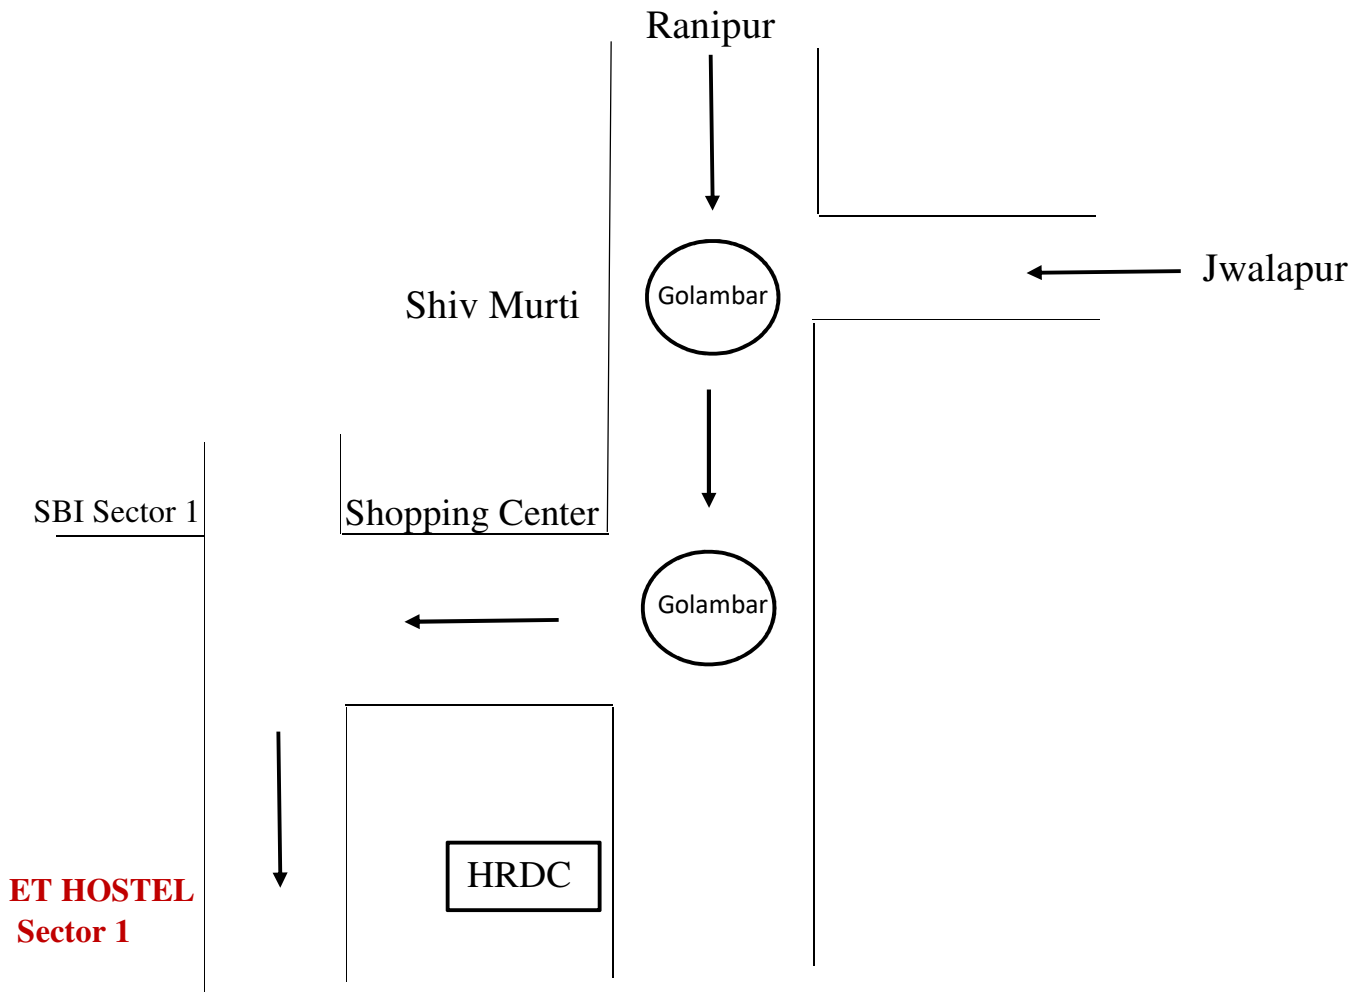 Ranipur
Jwalapur
Golambar
Shiv Murti
SBI Sector 1
Shopping Center
Golambar
HRDC
ET HOSTEL
Sector 1